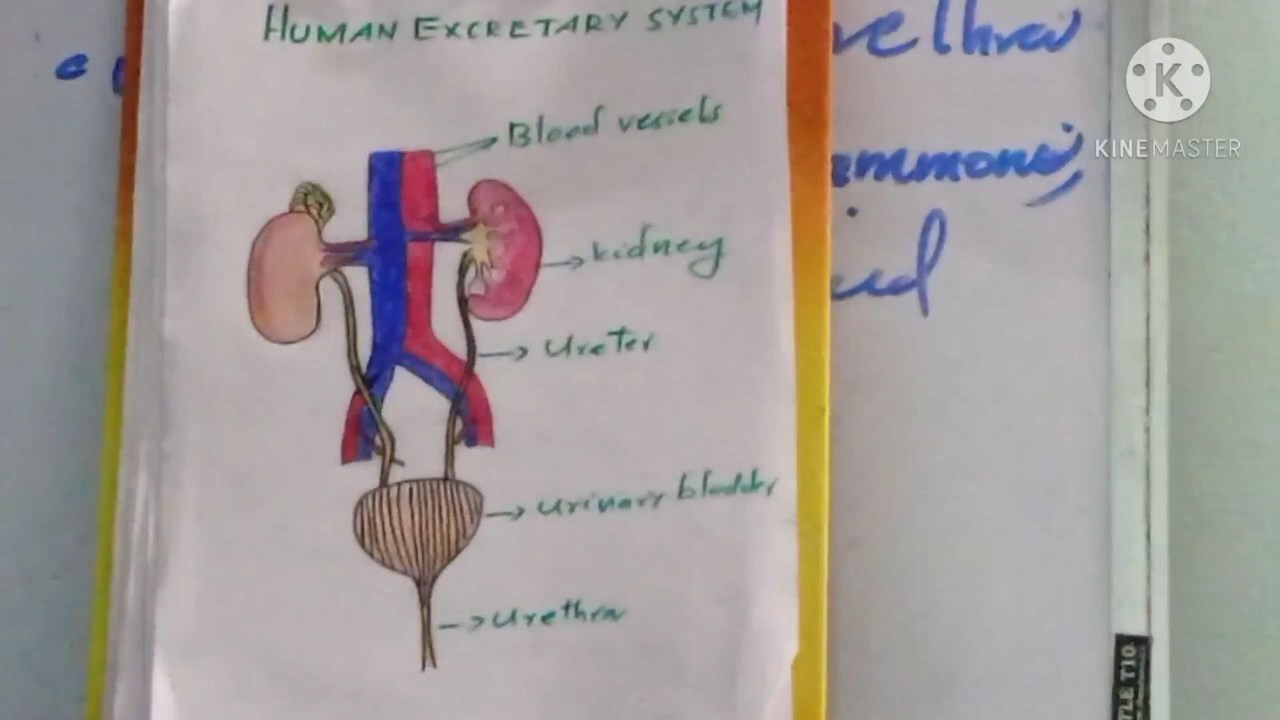 HUMAN EXCRETARY SYSTEM
Blood vessels
kidney
Ureter
Urinary bladder
Urethra
KINEMASTER